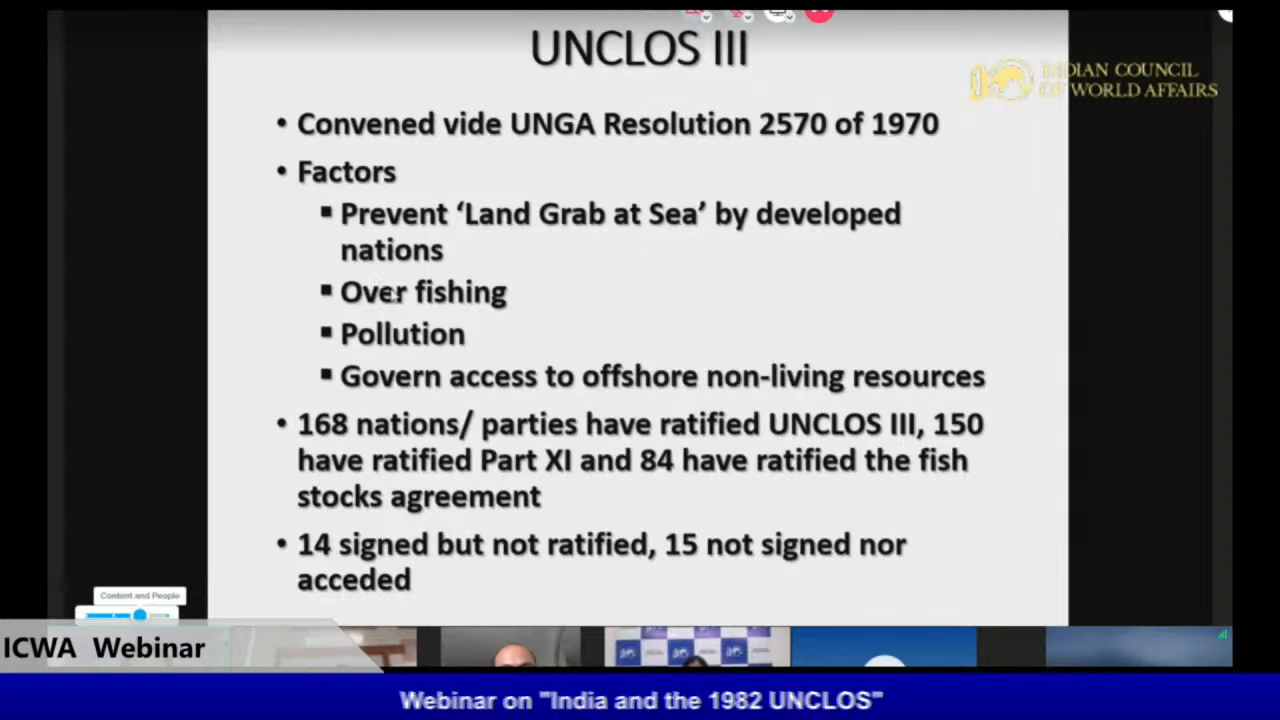 UNCLOS III
INDIAN COUNCIL
OF WORLD AFFAIRS
• Convened vide UNGA Resolution 2570 of 1970
• Factors
▪ Prevent ‘Land Grab at Sea’ by developed
nations
▪ Over fishing
▪ Pollution
▪ Govern access to offshore non-living resources
• 168 nations/ parties have ratified UNCLOS III, 150
have ratified Part XI and 84 have ratified the fish
stocks agreement
• 14 signed but not ratified, 15 not signed nor
acceded
Content and People
ICWA Webinar
Webinar on "India and the 1982 UNCLOS"